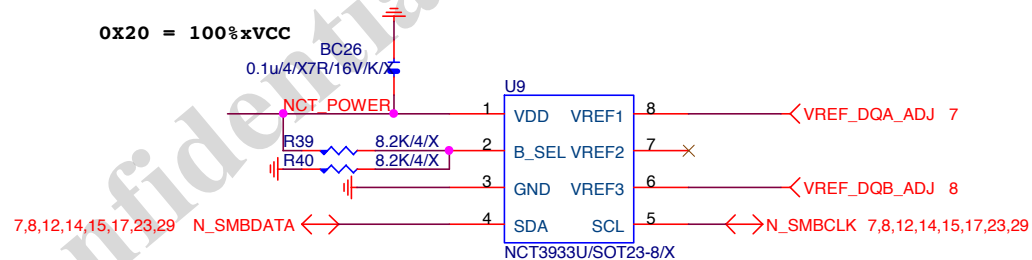 0X20 = 100%xVCC
BC26
0.1u/4/X7R/16V/K/X
NCT_POWER
U9
1 VDD VREF1 8 VREF_DQA_ADJ 7
R39 8.2K/4/X
2 B_SEL VREF2 7
R40 8.2K/4/X
3 GND VREF3 6 VREF_DQB_ADJ 8
7,8,12,14,15,17,23,29 N_SMBDATA 4 SDA SCL 5 N_SMBCLK 7,8,12,14,15,17,23,29
NCT3933U/SOT23-8/X
nfidentia